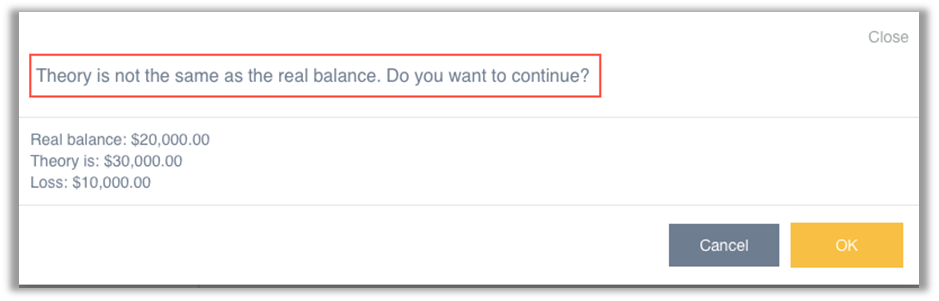 Close
Theory is not the same as the real balance. Do you want to continue?
Real balance: $20,000.00
Theory is: $30,000.00
Loss: $10,000.00
Cancel
OK